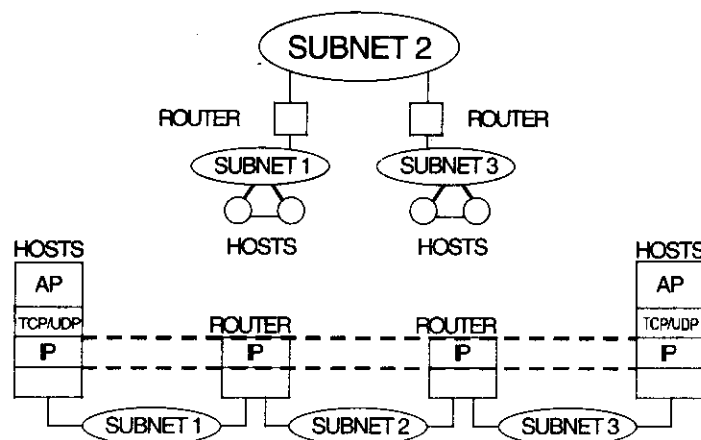 SUBNET 2
ROUTER ROUTER
SUBNET 1 SUBNET 3
HOSTS HOSTS
HOSTS HOSTS
AP AP
TCP/UDP ROUTER ROUTER TCP/UDP
IP IP IP IP
SUBNET 1 SUBNET 2 SUBNET 3